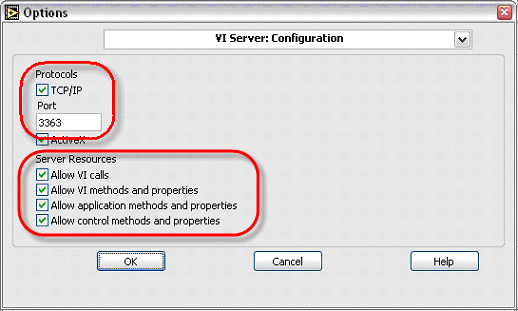 Options
VI Server: Configuration
Protocols
TCP/IP
Port
3363
ActiveX
Server Resources
Allow VI calls
Allow VI methods and properties
Allow application methods and properties
Allow control methods and properties
OK
Cancel
Help